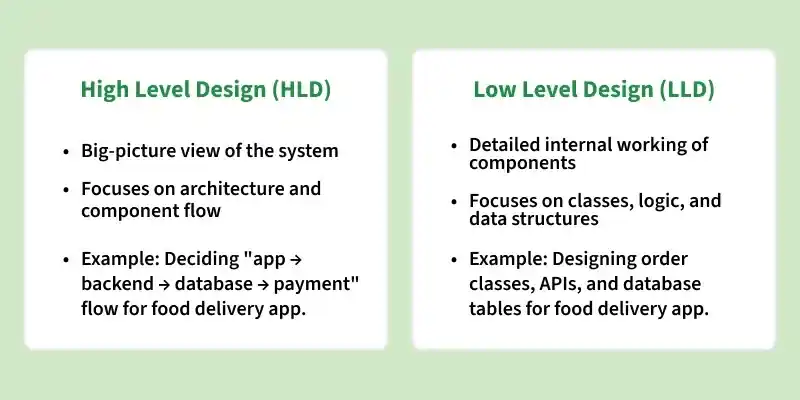 High Level Design (HLD)
• Big-picture view of the system
• Focuses on architecture and
component flow
• Example: Deciding "app →
backend → database → payment"
flow for food delivery app.
Low Level Design (LLD)
• Detailed internal working of
components
• Focuses on classes, logic, and
data structures
• Example: Designing order
classes, APIs, and database
tables for food delivery app.